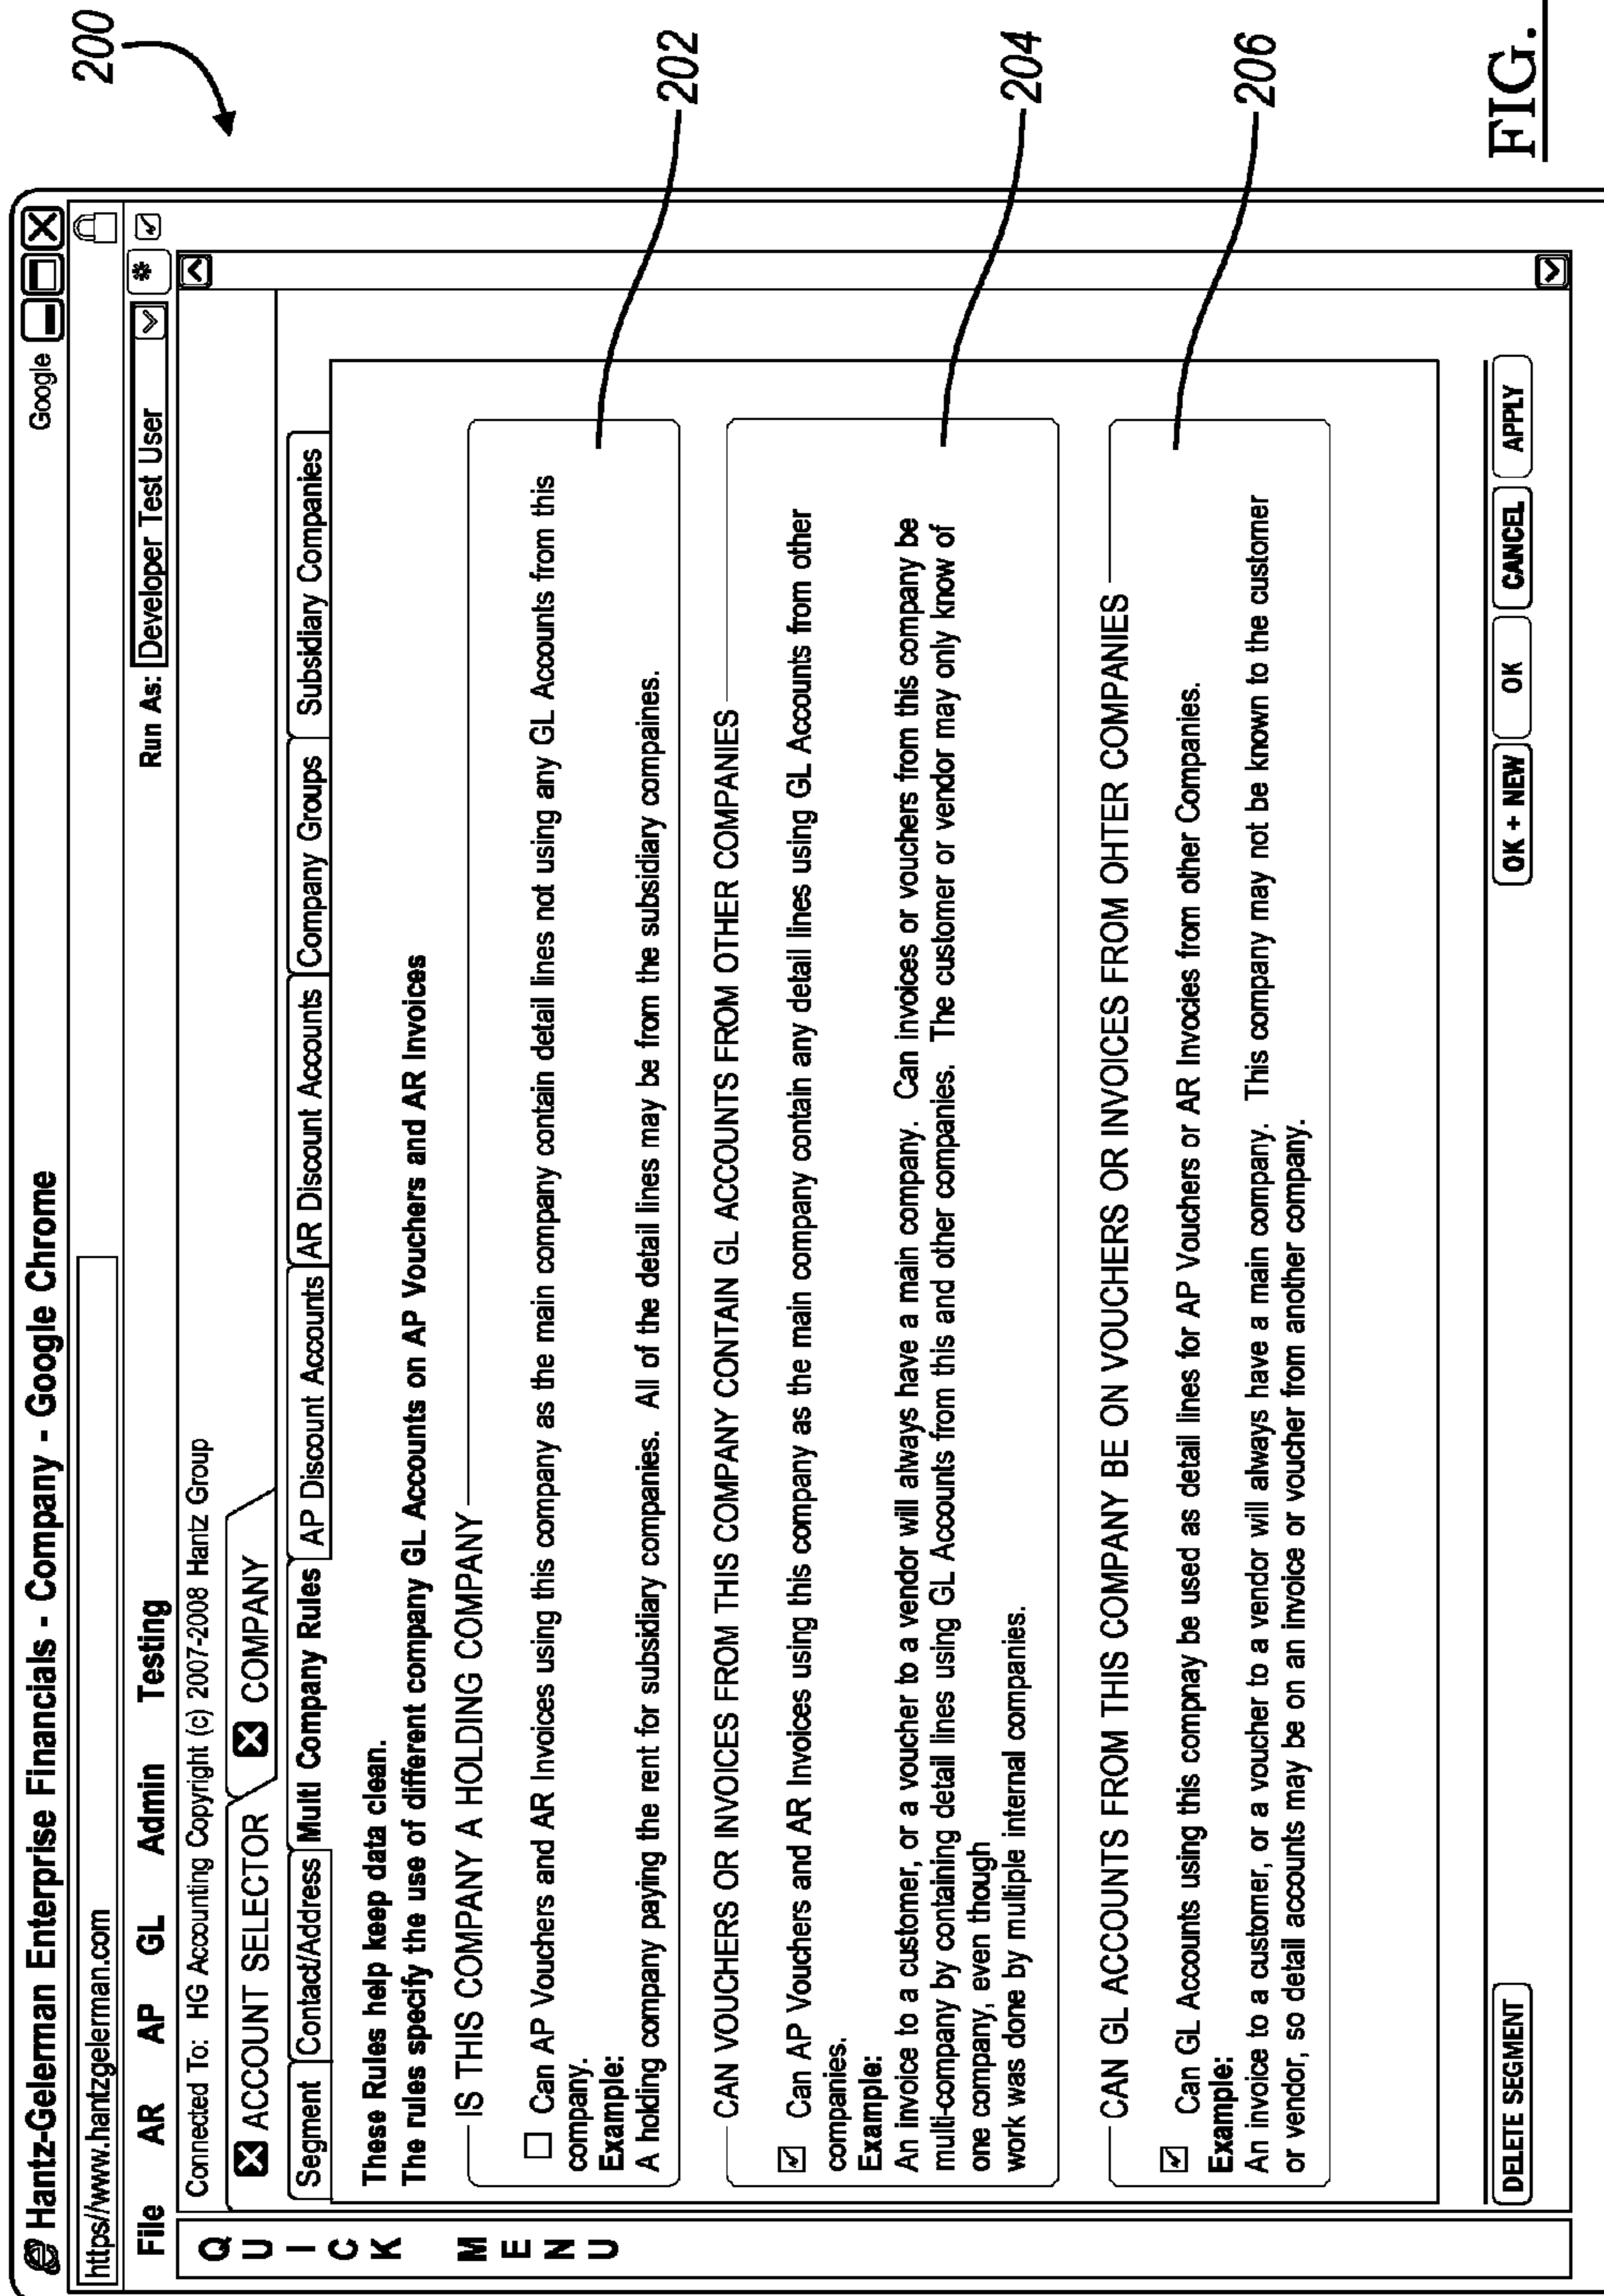 200
Hantz-Gelerman Enterprise Financials - Company - Google Chrome
Google
https//www.hantzgelerman.com
File AR AP GL Admin Testing Run As: Developer Test User *
Connected To: HG Accounting Copyright (c) 2007-2008 Hantz Group
QUICK MENU
ACCOUNT SELECTOR COMPANY
Segment Contact/Address Multi Company Rules AP Discount Accounts AR Discount Accounts Company Groups Subsidiary Companies
These Rules help keep data clean.
The rules specify the use of different company GL Accounts on AP Vouchers and AR Invoices
IS THIS COMPANY A HOLDING COMPANY
Can AP Vouchers and AR Invoices using this company as the main company contain detail lines not using any GL Accounts from this
company.
Example:
A holding company paying the rent for subsidiary companies. All of the detail lines may be from the subsidiary compaines.
202
CAN VOUCHERS OR INVOICES FROM THIS COMPANY CONTAIN GL ACCOUNTS FROM OTHER COMPANIES
Can AP Vouchers and AR Invoices using this company as the main company contain any detail lines using GL Accounts from other
companies.
Example:
An invoice to a customer, or a voucher to a vendor will always have a main company. Can invoices or vouchers from this company be
multi-company by containing detail lines using GL Accounts from this and other companies. The customer or vendor may only know of
one company, even though
work was done by multiple internal companies.
204
CAN GL ACCOUNTS FROM THIS COMPANY BE ON VOUCHERS OR INVOICES FROM OHTER COMPANIES
Can GL Accounts using this compnay be used as detail lines for AP Vouchers or AR Invocies from other Companies.
Example:
An invoice to a customer, or a voucher to a vendor will always have a main company. This company may not be known to the customer
or vendor, so detail accounts may be on an invoice or voucher from another company.
206
DELETE SEGMENT OK + NEW OK CANCEL APPLY
FIG.